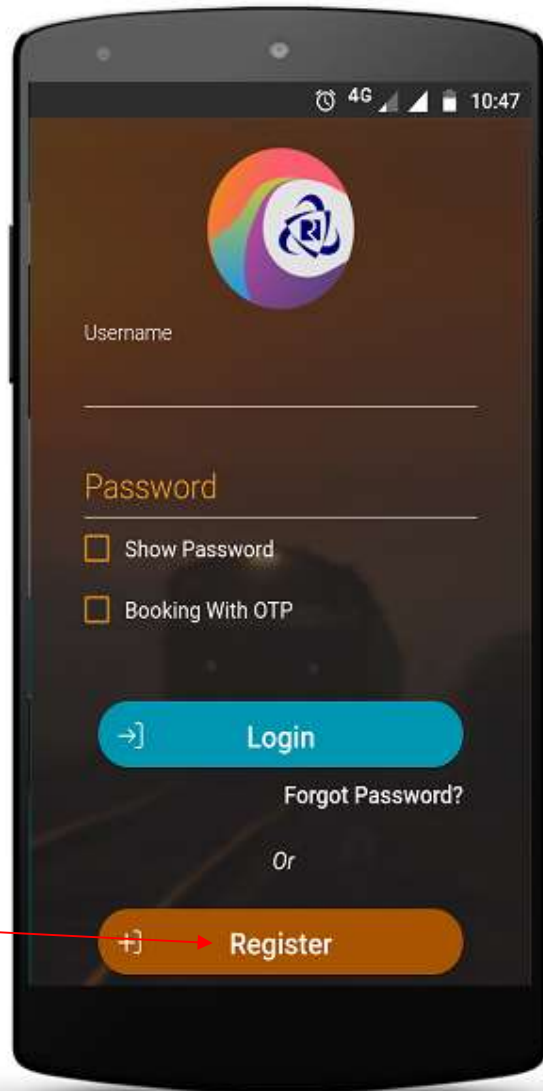 4G 10:47
Username
Password
Show Password
Booking With OTP
Login
Forgot Password?
Or
Register